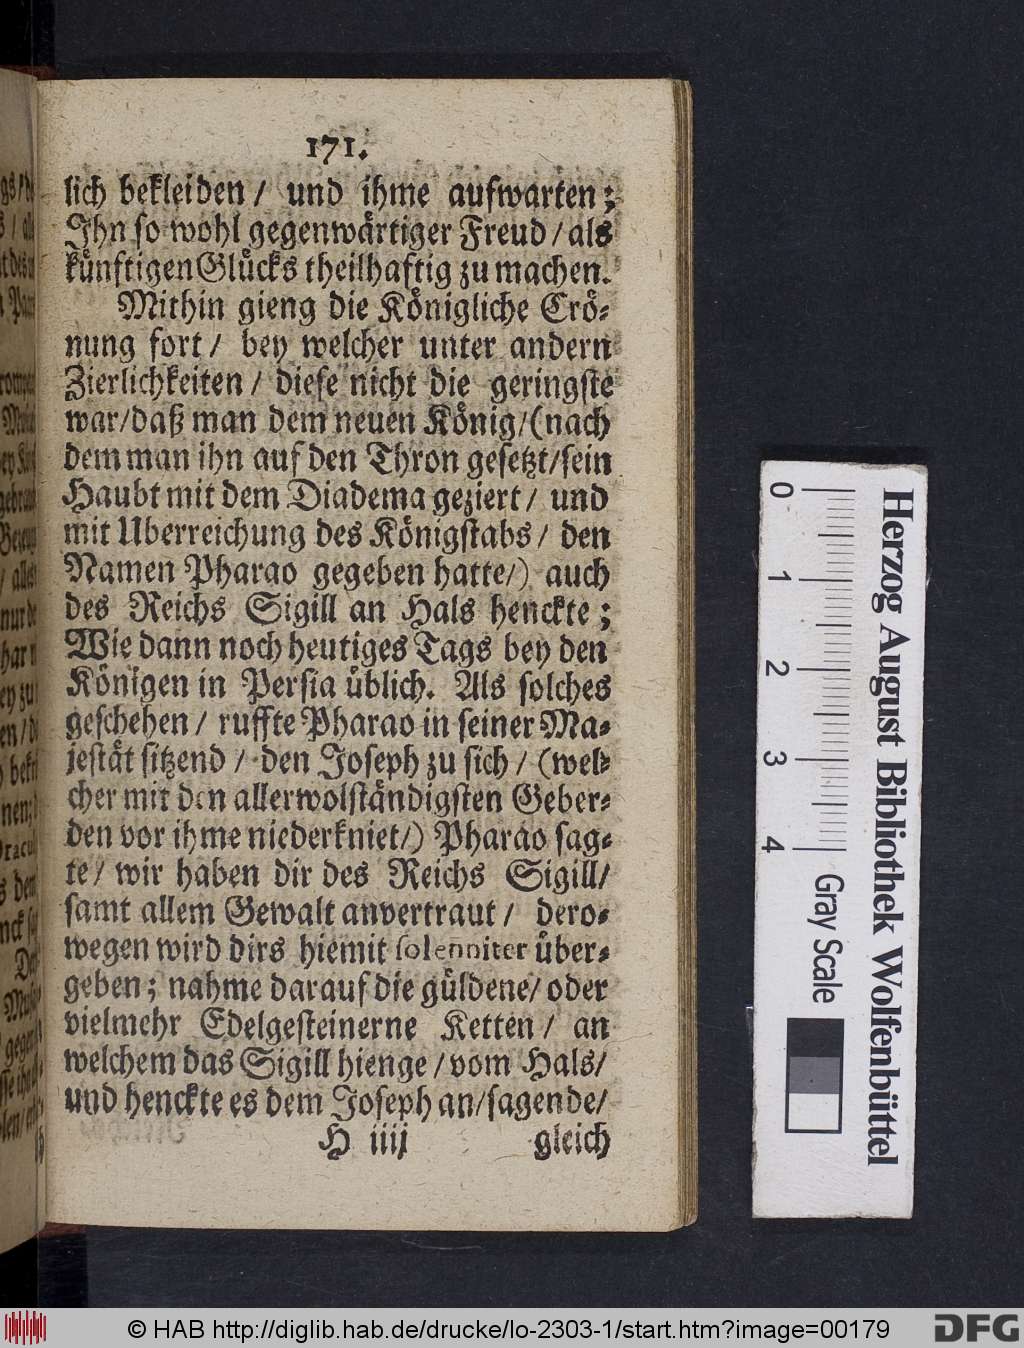 171.
lich bekleiden / und ihme aufwarten;
Ihn so wohl gegenwärtiger Freud / als
künftigen Glücks theilhaftig zu machen.
Mithin gieng die Königliche Crö-
nung fort / bey welcher unter andern
Zierlichkeiten / diese nicht die geringste
war/daß man dem neuen König/(nach
dem man ihn auf den Thron gesetzt/sein
Haubt mit dem Diadema geziert / und
mit Uberreichung des Königstabs / den
Namen Pharao gegeben hatte/) auch
des Reichs Sigill an Hals henckte;
Wie dann noch heutiges Tags bey den
Königen in Persia üblich. Als solches
geschehen / ruffte Pharao in seiner Ma-
jestät sitzend / den Joseph zu sich / (wel-
cher mit den allerwolständigsten Geber-
den vor ihme niederkniet/) Pharao sag-
te / wir haben dir des Reichs Sigill/
samt allem Gewalt anvertraut / dero-
wegen wird dirs hiemit solenniter über-
geben; nahme darauf die güldene/ oder
vielmehr Edelgesteinerne Ketten / an
welchem das Sigill hienge / vom Hals/
und henckte es dem Joseph an/sagende/
H iiij gleich
Herzog August Bibliothek Wolfenbüttel
0 1 2 3 4 Gray Scale
© HAB http://diglib.hab.de/drucke/lo-2303-1/start.htm?image=00179
DFG